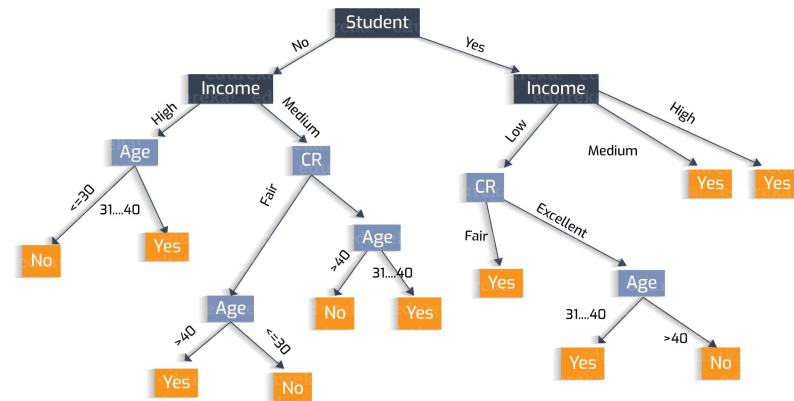 Student
No
Yes
Income
Income
High
Medium
Low
Medium
High
Age
CR
CR
Yes
Yes
<=30
31....40
Fair
Fair
Excellent
No
Yes
Age
Yes
Age
>40
31....40
Age
No
Yes
31....40
>40
>40
<=30
Yes
No
Yes
No